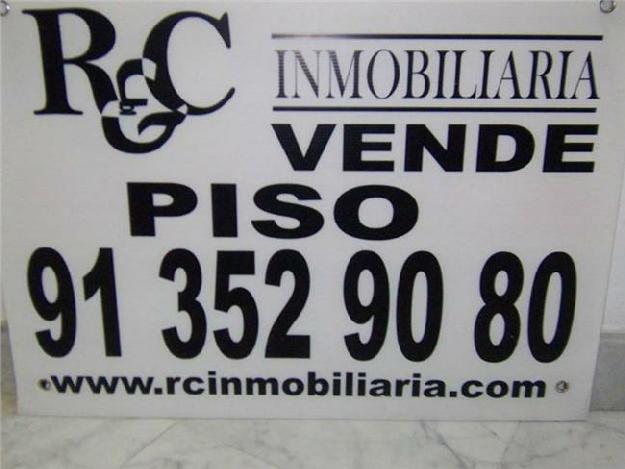 R&C INMOBILIARIA
VENDE
PISO
91 352 90 80
www.rcinmobiliaria.com